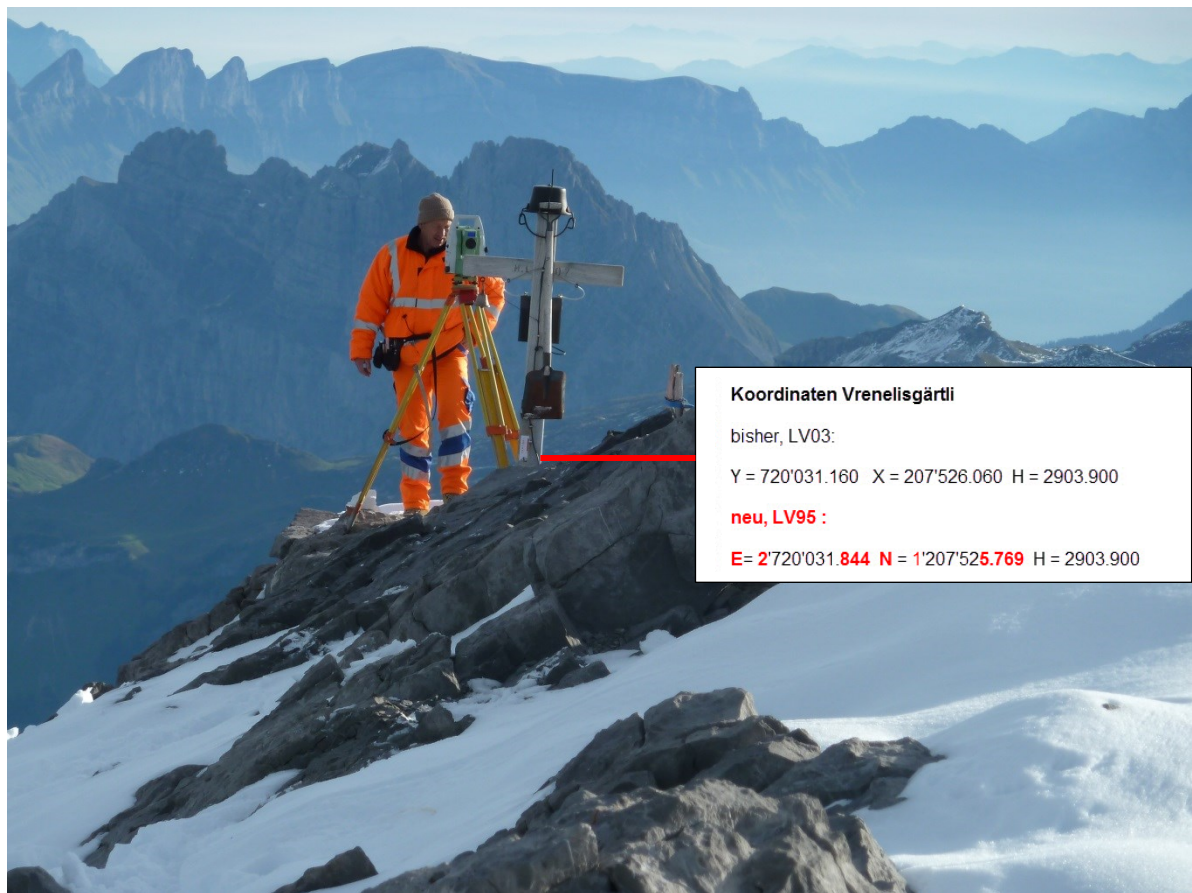 Koordinaten Vrenelisgärtli
bisher, LV03:
Y = 720'031.160 X = 207'526.060 H = 2903.900
neu, LV95 :
E= 2'720'031.844 N = 1'207'525.769 H = 2903.900